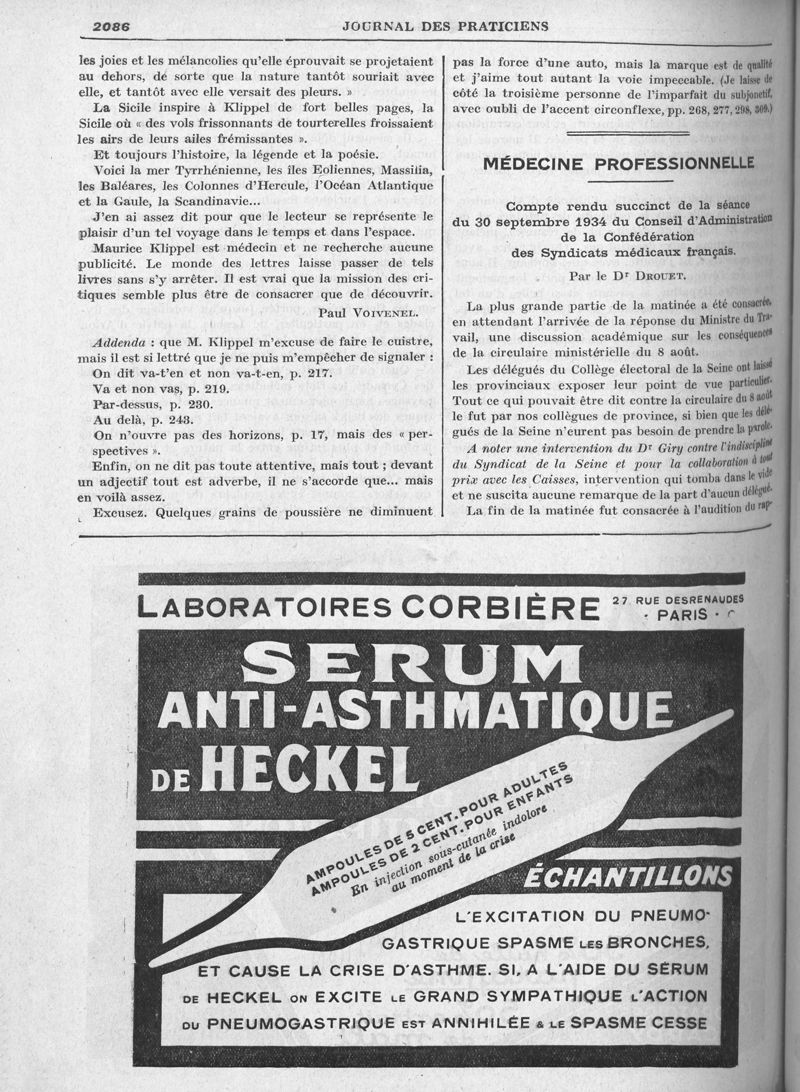 2086
JOURNAL DES PRATICIENS
les joies et les mélancolies qu'elle éprouvait se projetaient
au dehors, de sorte que la nature tantôt souriait avec
elle, et tantôt avec elle versait des pleurs. »
La Sicile inspire à Klippel de fort belles pages, la
Sicile où « des vols frissonnants de tourterelles froissaient
les airs de leurs ailes frémissantes ».
Et toujours l'histoire, la légende et la poésie.
Voici la mer Tyrrhénienne, les îles Eoliennes, Massilia,
les Baléares, les Colonnes d'Hercule, l'Océan Atlantique
et la Gaule, la Scandinavie...
J'en ai assez dit pour que le lecteur se représente le
plaisir d'un tel voyage dans le temps et dans l'espace.
Maurice Klippel est médecin et ne recherche aucune
publicité. Le monde des lettres laisse passer de tels
livres sans s'y arrêter. Il est vrai que la mission des cri-
tiques semble plus être de consacrer que de découvrir.
Paul VOIVENEL.
Addenda : que M. Klippel m'excuse de faire le cuistre,
mais il est si lettré que je ne puis m'empêcher de signaler :
On dit va-t'en et non va-t-en, p. 217.
Va et non vas, p. 219.
Par-dessus, p. 230.
Au delà, p. 243.
On n'ouvre pas des horizons, p. 17, mais des « per-
spectives ».
Enfin, on ne dit pas toute attentive, mais tout ; devant
un adjectif tout est adverbe, il ne s'accorde que... mais
en voilà assez.
Excusez. Quelques grains de poussière ne diminuent
pas la force d'une auto, mais la marque est de qualité
et j'aime tout autant la voie impeccable. (Je laisse de
côté la troisième personne de l'imparfait du subjonctif,
avec oubli de l'accent circonflexe, pp. 268, 277, 298, 309.)
MÉDECINE PROFESSIONNELLE
Compte rendu succinct de la séance
du 30 septembre 1934 du Conseil d'Administration
de la Confédération
des Syndicats médicaux français.
Par le Dr DROUET.
La plus grande partie de la matinée a été consacrée,
en attendant l'arrivée de la réponse du Ministre du Tra-
vail, une discussion académique sur les conséquences
de la circulaire ministérielle du 8 août.
Les délégués du Collège électoral de la Seine ont laissé
les provinciaux exposer leur point de vue particulier.
Tout ce qui pouvait être dit contre la circulaire du 8 août
le fut par nos collègues de province, si bien que les délé-
gués de la Seine n'eurent pas besoin de prendre la parole.
A noter une intervention du Dr Giry contre l'indiscipline
du Syndicat de la Seine et pour la collaboration à tout
prix avec les Caisses, intervention qui tomba dans le vide
et ne suscita aucune remarque de la part d'aucun délégué.
La fin de la matinée fut consacrée à l'audition du rap-
LABORATOIRES CORBIÈRE
27 RUE DESRENAUDES
· PARIS ·
SERUM
ANTI-ASTHMATIQUE
DE HECKEL
AMPOULES DE 5 CENT. POUR ADULTES
AMPOULES DE 2 CENT. POUR ENFANTS
En injection sous-cutanée indolore
au moment de la crise
ÉCHANTILLONS
L'EXCITATION DU PNEUMO-
GASTRIQUE SPASME LES BRONCHES,
ET CAUSE LA CRISE D'ASTHME. SI, A L'AIDE DU SÉRUM
DE HECKEL ON EXCITE LE GRAND SYMPATHIQUE L'ACTION
DU PNEUMOGASTRIQUE EST ANNIHILÉE & LE SPASME CESSE